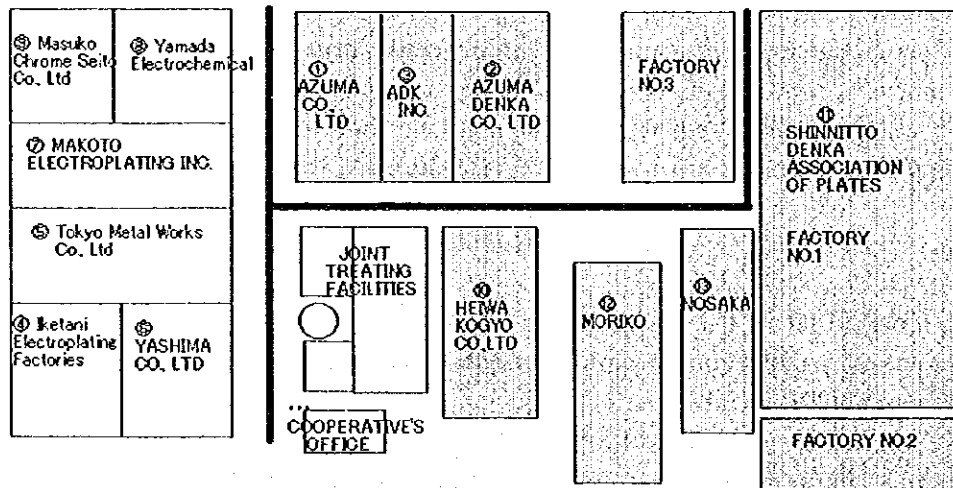 ⑨ Masuko
Chrome Seito
Co., Ltd
⑧ Yamada
Electrochemical
⑦ MAKOTO
ELECTROPLATING INC.
⑤ Tokyo Metal Works
Co., Ltd
④ Iketani
Electroplating
Factories
⑥
YASHIMA
CO., LTD
①
AZUMA
CO.,
LTD
③
ADK
INC.
②
AZUMA
DENKA
CO., LTD
FACTORY
NO.3
⑪
SHINNITTO
DENKA
ASSOCIATION
OF PLATES
FACTORY
NO.1
JOINT
TREATING
FACILITIES
⑩
HEIWA
KOGYO
CO,LTD
⑫
MORIKO
⑬
NOSAKA
COOPERATIVE'S
OFFICE
FACTORY NO.2